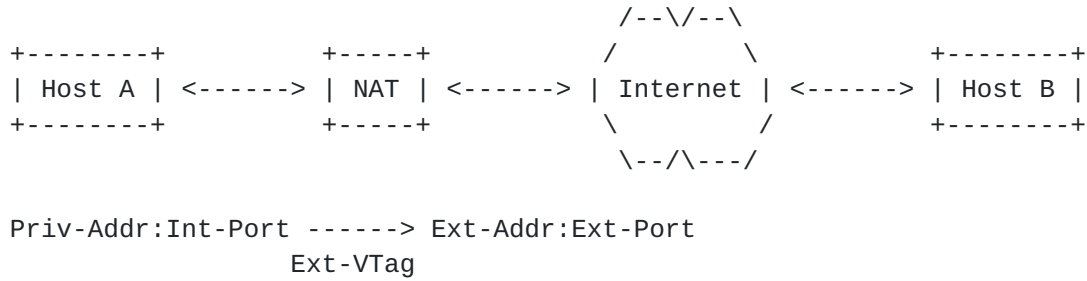 /--\/--\
+--------+          +-----+            /         \           +--------+
| Host A | <------> | NAT | <------> | Internet | <------> | Host B |
+--------+          +-----+            \         /           +--------+
                                         \--/\---/

Priv-Addr:Int-Port ------> Ext-Addr:Ext-Port
                  Ext-VTag